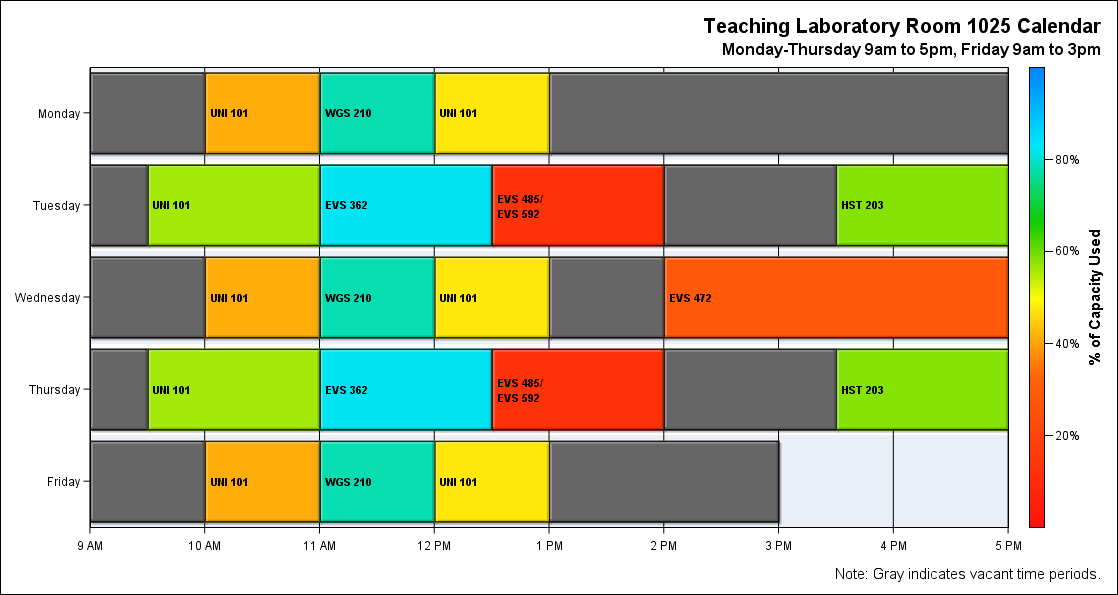 Teaching Laboratory Room 1025 Calendar
Monday-Thursday 9am to 5pm, Friday 9am to 3pm
Monday
UNI 101
WGS 210
UNI 101
Tuesday
UNI 101
EVS 362
EVS 485/
EVS 592
HST 203
Wednesday
UNI 101
WGS 210
UNI 101
EVS 472
Thursday
UNI 101
EVS 362
EVS 485/
EVS 592
HST 203
Friday
UNI 101
WGS 210
UNI 101
9 AM
10 AM
11 AM
12 PM
1 PM
2 PM
3 PM
4 PM
5 PM
80%
60%
40%
20%
% of Capacity Used
Note: Gray indicates vacant time periods.